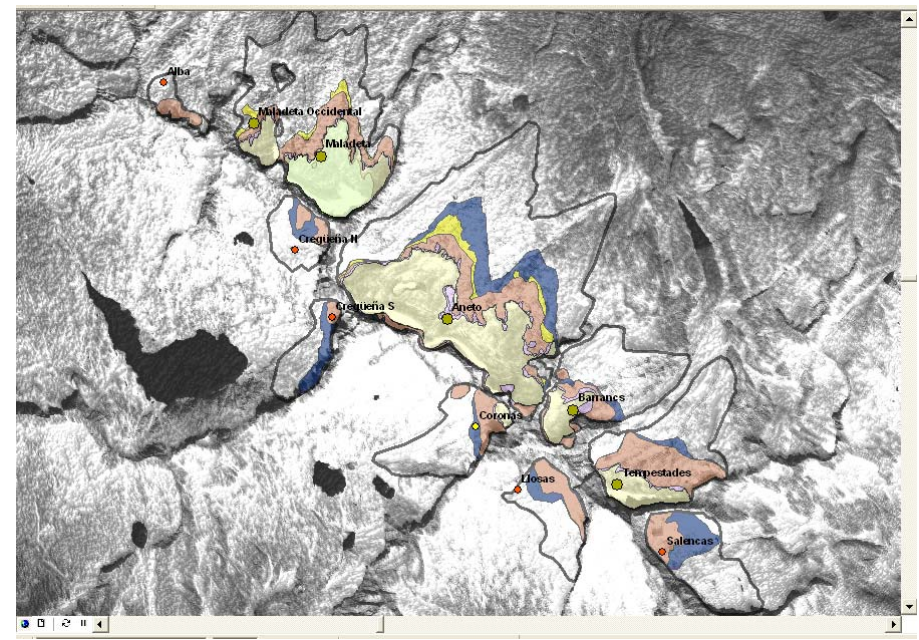 Alba
Maladeta Occidental
Maladeta
Cregüeña N
Cregüeña S
Aneto
Barrancs
Coronas
Tempestades
Llosas
Salencas